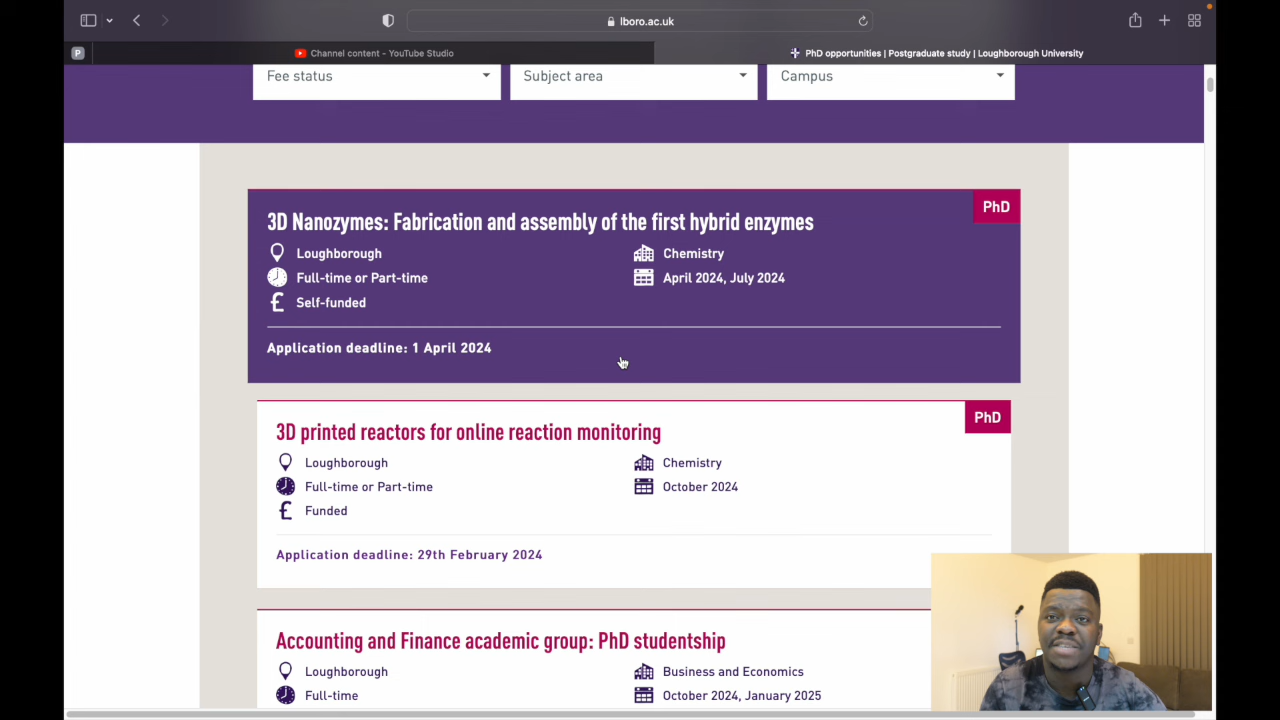 lboro.ac.uk
P
Channel content - YouTube Studio
PhD opportunities | Postgraduate study | Loughborough University
Fee status
Subject area
Campus
3D Nanozymes: Fabrication and assembly of the first hybrid enzymes
PhD
Loughborough
Chemistry
Full-time or Part-time
April 2024, July 2024
£ Self-funded
Application deadline: 1 April 2024
3D printed reactors for online reaction monitoring
PhD
Loughborough
Chemistry
Full-time or Part-time
October 2024
£ Funded
Application deadline: 29th February 2024
Accounting and Finance academic group: PhD studentship
Loughborough
Business and Economics
Full-time
October 2024, January 2025